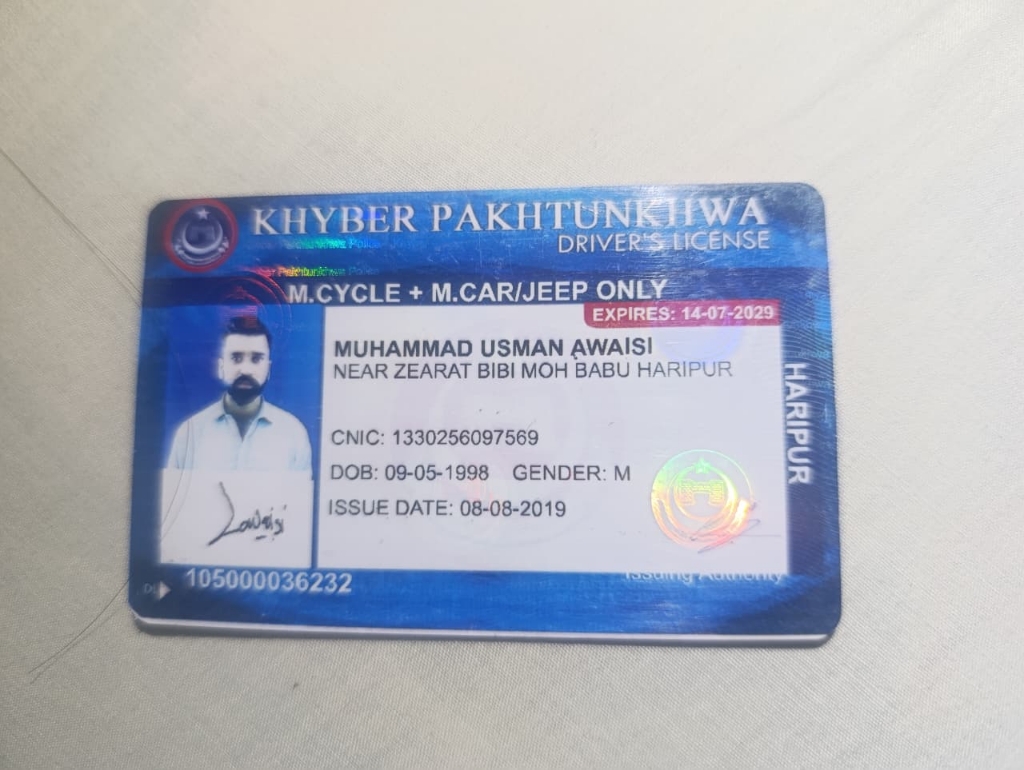 KHYBER PAKHTUNKHWA
DRIVER'S LICENSE
M.CYCLE + M.CAR/JEEP ONLY
EXPIRES: 14-07-2029
MUHAMMAD USMAN AWAISI
NEAR ZEARAT BIBI MOH BABU HARIPUR
HARIPUR
CNIC: 1330256097569
DOB: 09-05-1998 GENDER: M
ISSUE DATE: 08-08-2019
Issuing Authority
105000036232